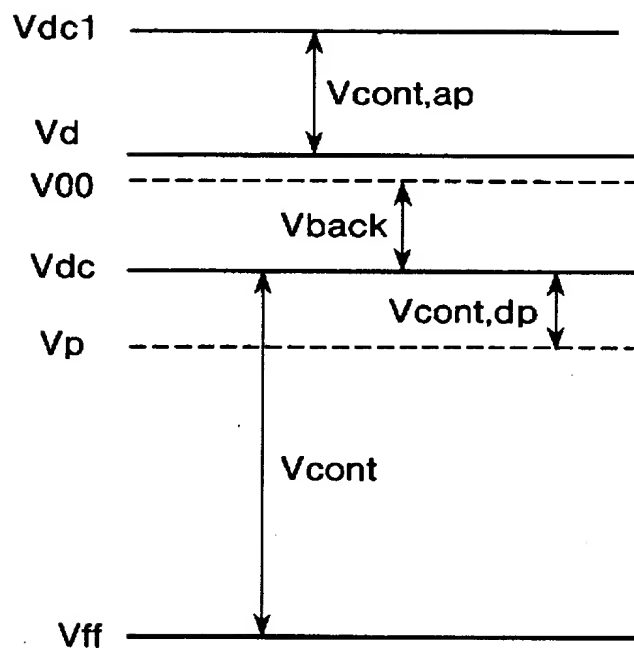 Vdc1
Vcont,ap
Vd
V00
Vback
Vdc
Vcont,dp
Vp
Vcont
Vff